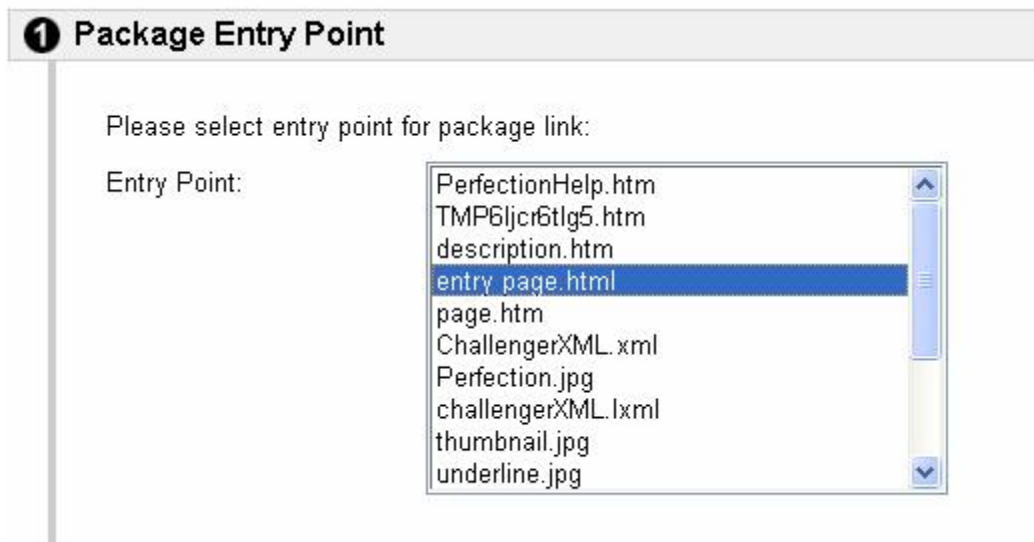 1 Package Entry Point
Please select entry point for package link:
Entry Point:
PerfectionHelp.htm
TMP6ljcr6tlg5.htm
description.htm
entry page.html
page.htm
ChallengerXML.xml
Perfection.jpg
challengerXML.lxml
thumbnail.jpg
underline.jpg